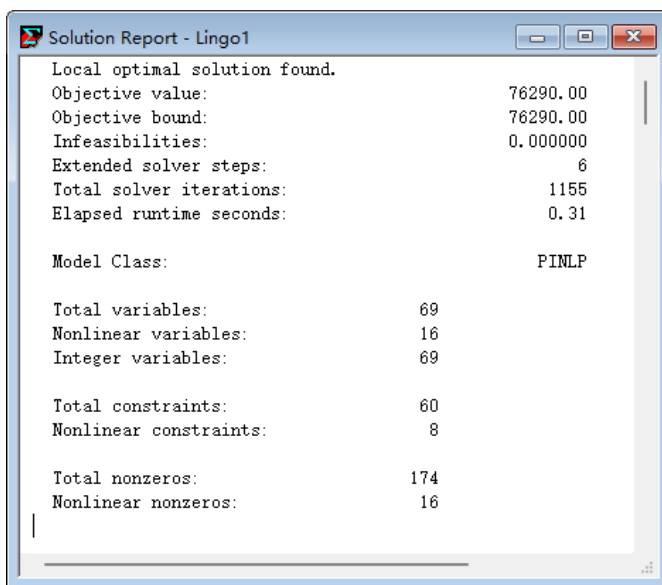 Solution Report - Lingo1
Local optimal solution found.
Objective value: 76290.00
Objective bound: 76290.00
Infeasibilities: 0.000000
Extended solver steps: 6
Total solver iterations: 1155
Elapsed runtime seconds: 0.31
Model Class: PINLP
Total variables: 69
Nonlinear variables: 16
Integer variables: 69
Total constraints: 60
Nonlinear constraints: 8
Total nonzeros: 174
Nonlinear nonzeros: 16